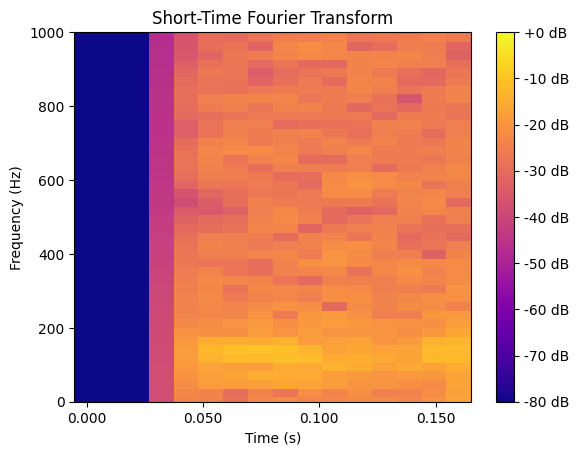 Short-Time Fourier Transform
1000
800
600
400
200
0
Frequency (Hz)
0.000
0.050
0.100
0.150
Time (s)
+0 dB
-10 dB
-20 dB
-30 dB
-40 dB
-50 dB
-60 dB
-70 dB
-80 dB